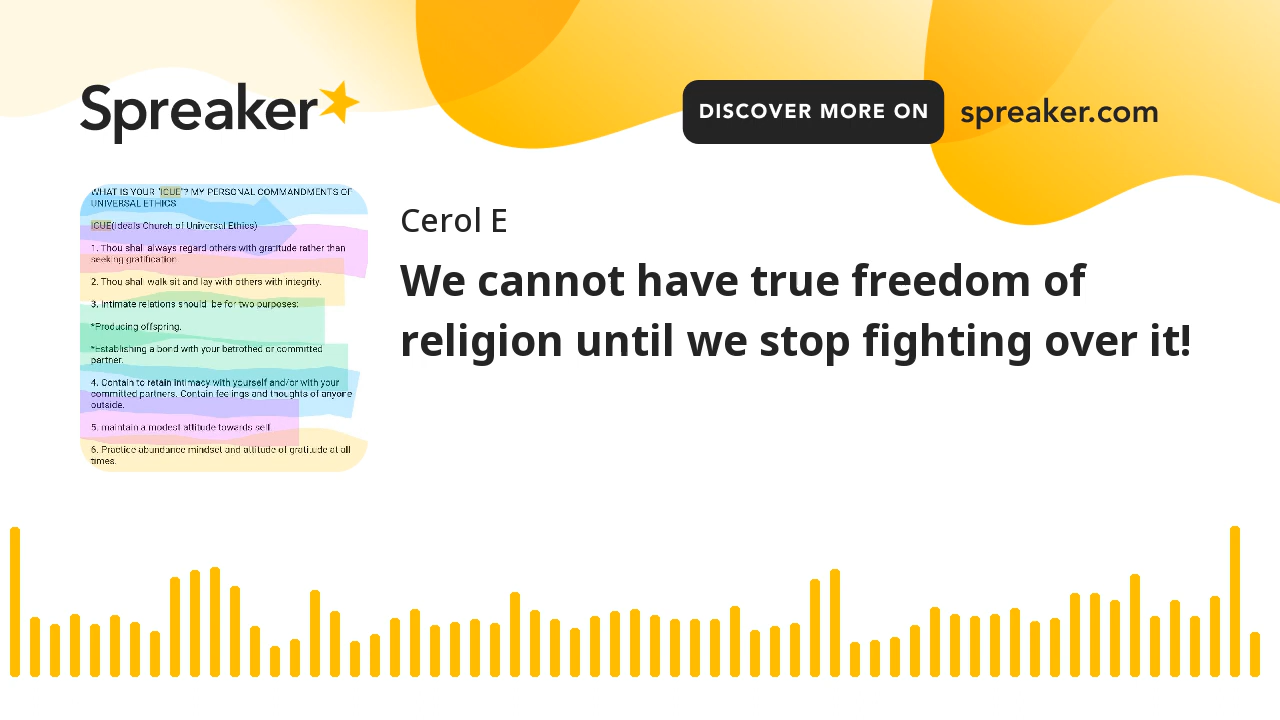 Spreaker
DISCOVER MORE ON
spreaker.com
WHAT IS YOUR "ICUE"? MY PERSONAL COMMANDMENTS OF
UNIVERSAL ETHICS
ICUE(Ideals Church of Universal Ethics)
1. Thou shall always regard others with gratitude rather than
seeking gratification.
2. Thou shall walk sit and lay with others with integrity.
3. Intimate relations should be for two purposes:
*Producing offspring.
*Establishing a bond with your betrothed or committed
partner.
4. Contain to retain intimacy with yourself and/or with your
committed partners. Contain feelings and thoughts of anyone
outside.
5. maintain a modest attitude towards self
6. Practice abundance mindset and attitude of gratitude at all
times.
Cerol E
We cannot have true freedom of
religion until we stop fighting over it!